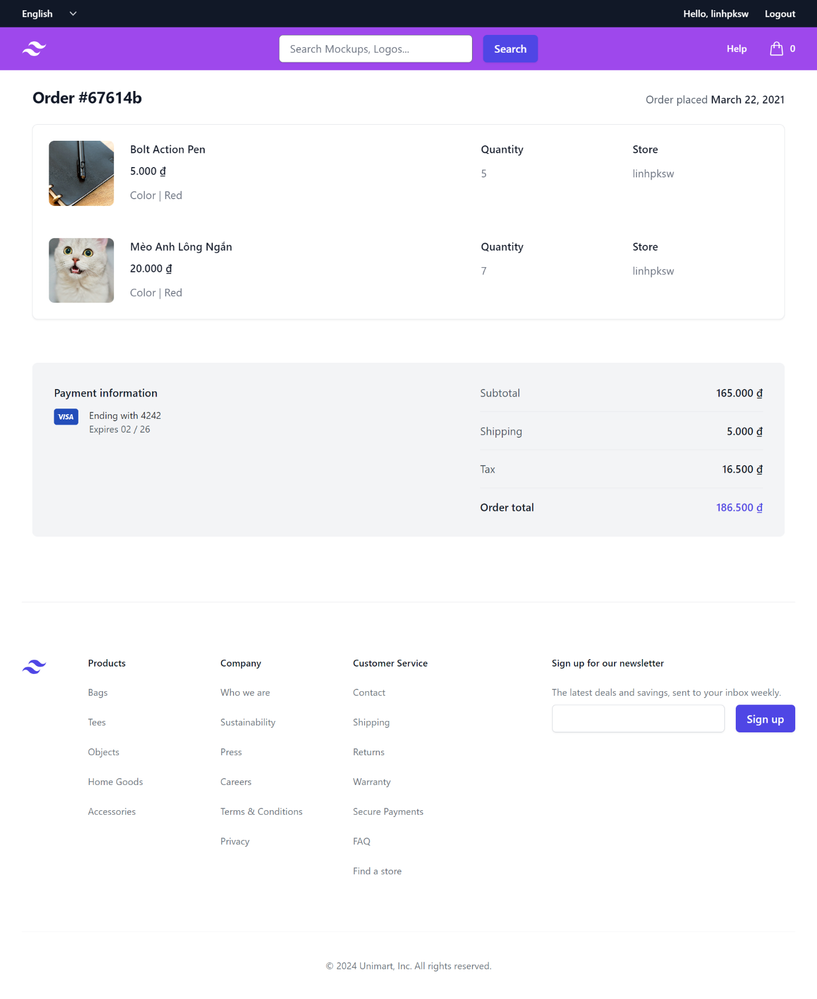 English
Hello, linhpksw Logout
Search Mockups, Logos... Search Help 0
Order #67614b
Order placed March 22, 2021
Bolt Action Pen
5.000 ₫
Color | Red
Quantity
5
Store
linhpksw
Mèo Anh Lông Ngắn
20.000 ₫
Color | Red
Quantity
7
Store
linhpksw
Payment information
VISA
Ending with 4242
Expires 02 / 26
Subtotal 165.000 ₫
Shipping 5.000 ₫
Tax 16.500 ₫
Order total 186.500 ₫
Products
Bags
Tees
Objects
Home Goods
Accessories
Company
Who we are
Sustainability
Press
Careers
Terms & Conditions
Privacy
Customer Service
Contact
Shipping
Returns
Warranty
Secure Payments
FAQ
Find a store
Sign up for our newsletter
The latest deals and savings, sent to your inbox weekly.
Sign up
© 2024 Unimart, Inc. All rights reserved.